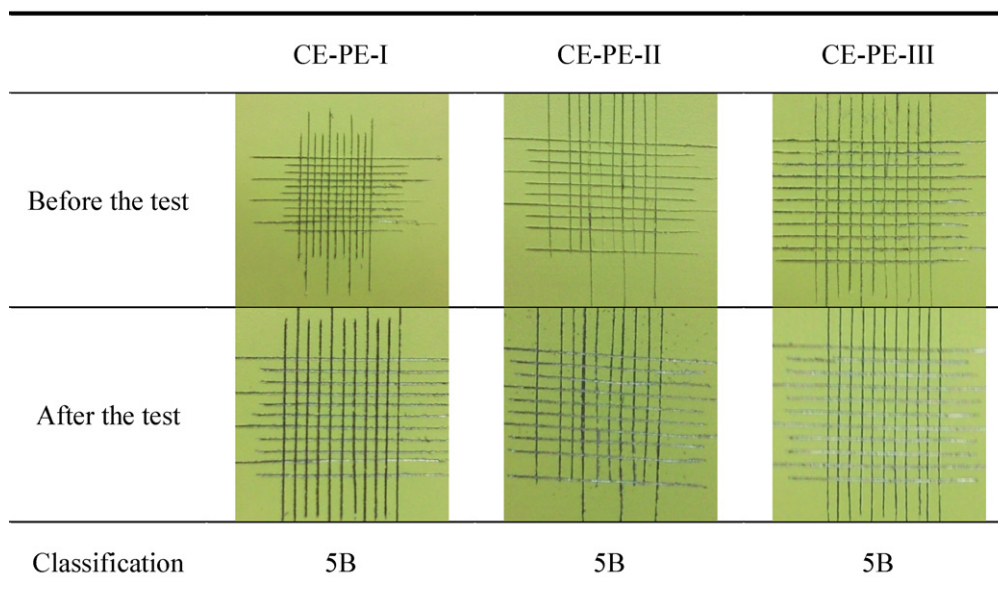 CE-PE-I CE-PE-II CE-PE-III
Before the test
After the test
Classification 5B 5B 5B